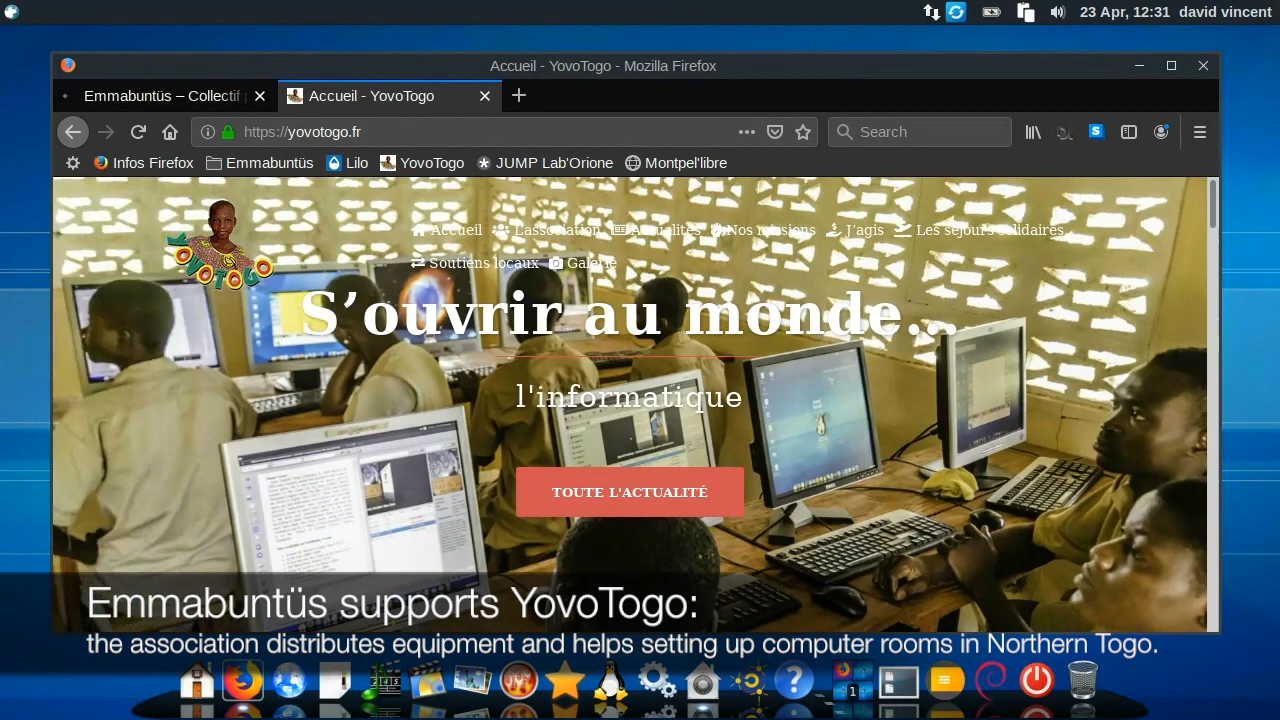 23 Apr, 12:31 david vincent
Accueil - YovoTogo - Mozilla Firefox
Emmabuntüs – Collectif
Accueil - YovoTogo
https://yovotogo.fr
Search
Infos Firefox
Emmabuntüs
Lilo
YovoTogo
JUMP Lab'Orione
Montpel'libre
YOVOTOGO
Accueil L'association Actualités Nos missions J'agis Les séjours solidaires
Soutiens locaux Galerie
S’ouvrir au monde...
l'informatique
TOUTE L'ACTUALITÉ
Emmabuntüs supports YovoTogo:
the association distributes equipment and helps setting up computer rooms in Northern Togo.
1